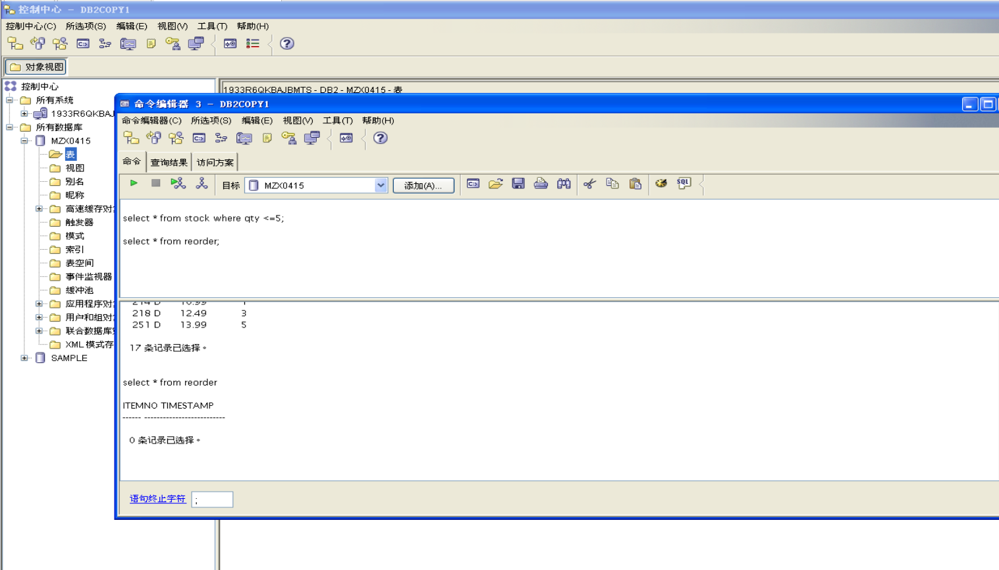 控制中心 - DB2COPY1
控制中心(C) 所选项(S) 编辑(E) 视图(V) 工具(T) 帮助(H)
对象视图
控制中心
1933R6QKBAJBMTS - DB2 - MZX0415 - 表
所有系统
1933R6QKBAJ
所有数据库
MZX0415
表
视图
别名
昵称
高速缓存对
触发器
模式
索引
表空间
事件监视器
缓冲池
应用程序对
用户和组对
联合数据库
XML 模式存
SAMPLE
命令编辑器 3 - DB2COPY1
命令编辑器(C) 所选项(S) 编辑(E) 视图(V) 工具(T) 帮助(H)
命令 查询结果 访问方案
目标 MZX0415 添加(A)... SQL
select * from stock where qty <=5;
select * from reorder;
218 D 12.49 3
251 D 13.99 5
17 条记录已选择。
select * from reorder
ITEMNO TIMESTAMP
------ --------------------------
0 条记录已选择。
语句终止字符 ;